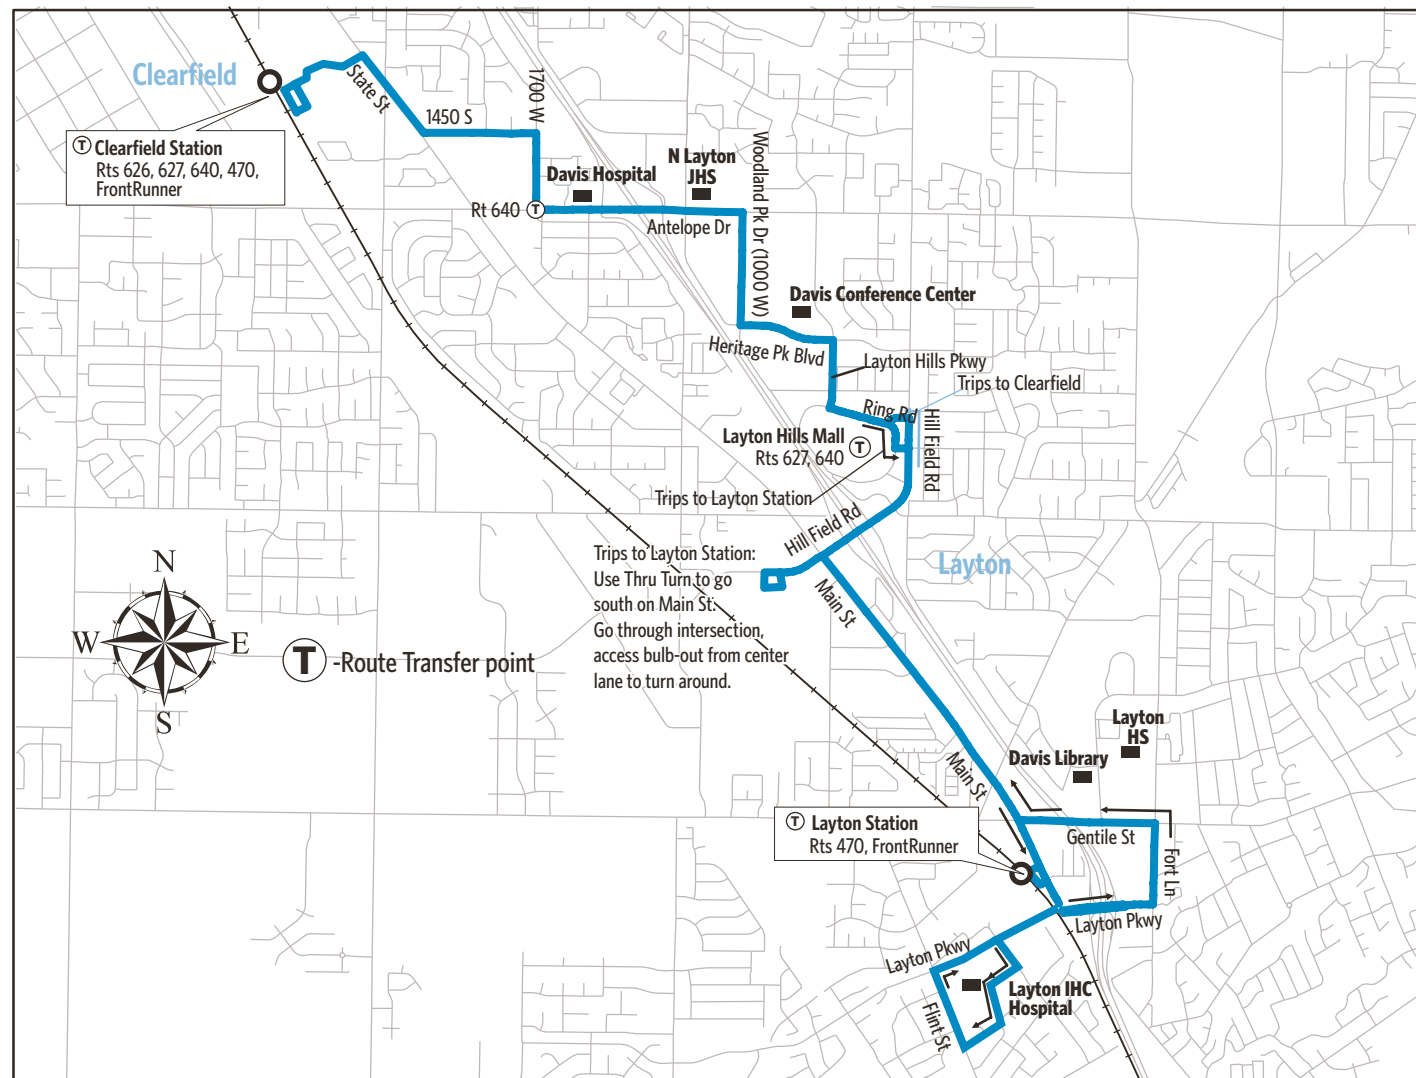 Clearfield
State St
1450 S
1700 W
T Clearfield Station
Rts 626, 627, 640, 470,
FrontRunner
Davis Hospital
N Layton
JHS
Woodland Pk Dr (1000 W)
Rt 640 T
Antelope Dr
Davis Conference Center
Heritage Pk Blvd
Layton Hills Pkwy
Trips to Clearfield
Ring Rd
Hill Field Rd
Layton Hills Mall T
Rts 627, 640
Trips to Layton Station
Hill Field Rd
Layton
Trips to Layton Station:
Use Thru Turn to go
south on Main St.
Go through intersection,
access bulb-out from center
lane to turn around.
Main St
N
W
E
S
T -Route Transfer point
Layton
HS
Davis Library
Main St
T Layton Station
Rts 470, FrontRunner
Gentile St
Fort Ln
Layton Pkwy
Layton Pkwy
Layton IHC
Hospital
Flint St